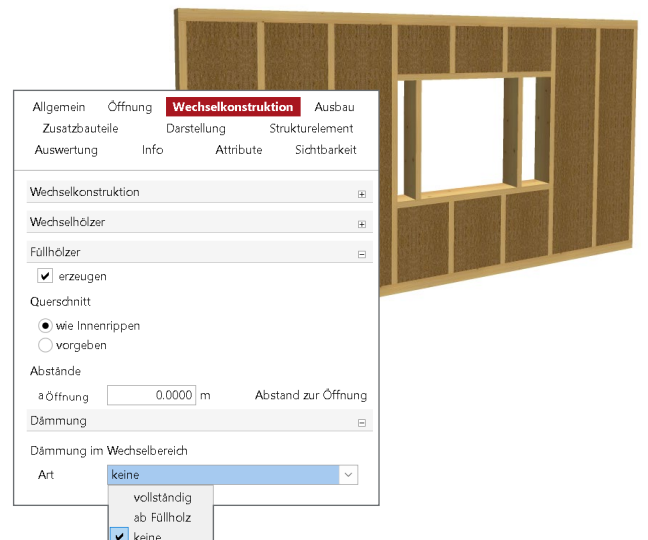 Allgemein Öffnung Wechselkonstruktion Ausbau
Zusatzbauteile Darstellung Strukturelement
Auswertung Info Attribute Sichtbarkeit
Wechselkonstruktion
Wechselhölzer
Füllhölzer
erzeugen
Querschnitt
wie Innenrippen
vorgeben
Abstände
a Öffnung 0.0000 m Abstand zur Öffnung
Dämmung
Dämmung im Wechselbereich
Art keine
vollständig
ab Füllholz
keine